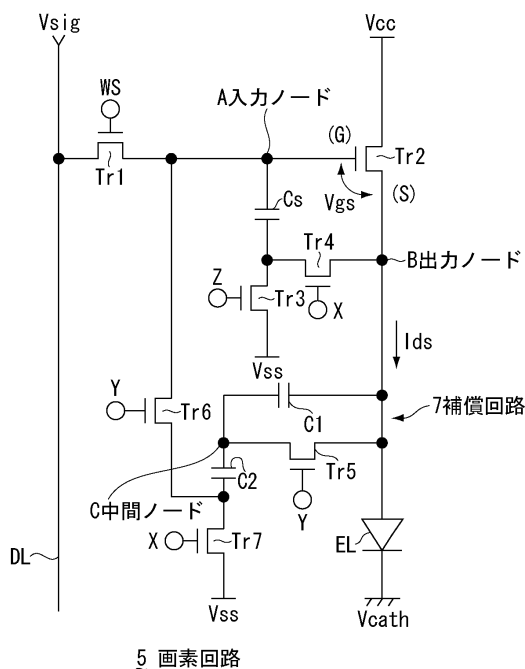 Vsig
Vcc
WS
A入力ノード
(G)
Tr1
Tr2
Vgs
(S)
Cs
Tr4
B出力ノード
Z
Tr3
X
Vss
Ids
Y
Tr6
C1
7補償回路
C2
Tr5
C中間ノード
Y
X
Tr7
EL
DL
Vss
Vcath
5 画素回路